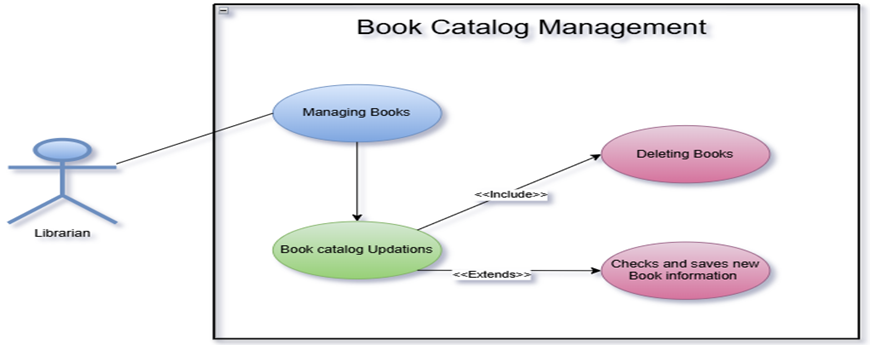 Book Catalog Management
Managing Books
Deleting Books
<<Include>>
Librarian
Book catalog Updations
Checks and saves new
Book information
<<Extends>>